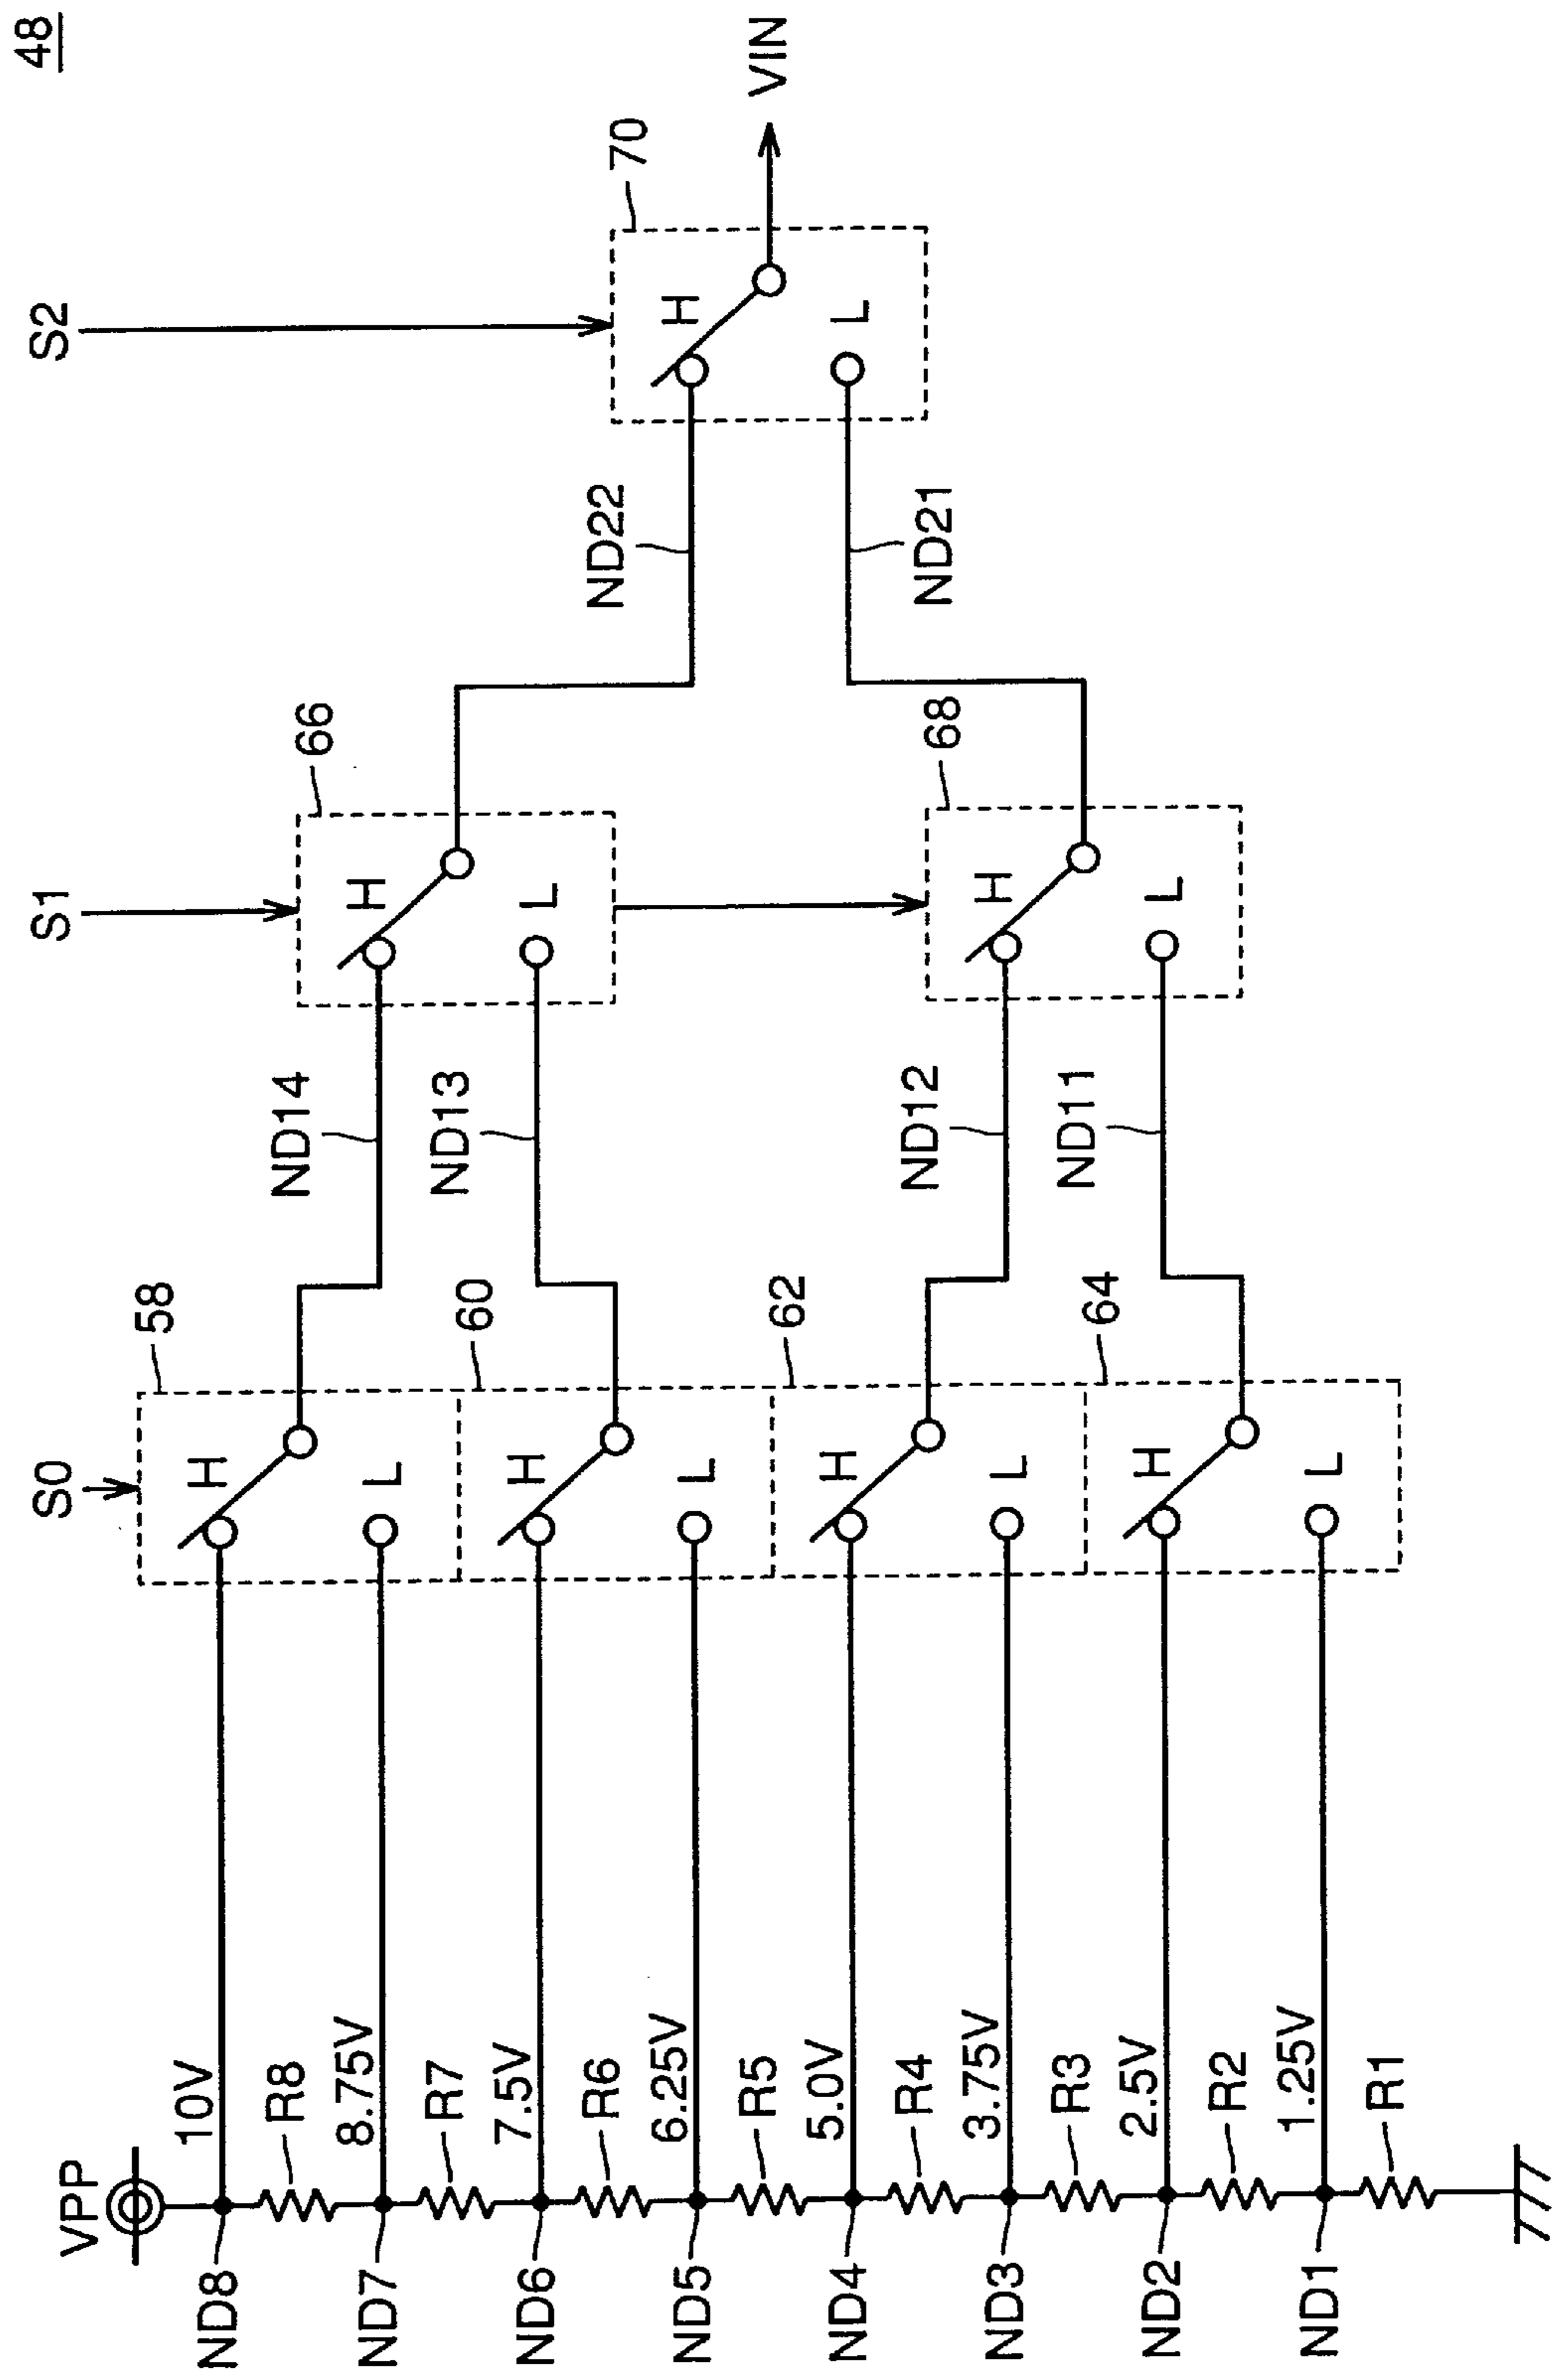 48
VPP
S0
S1
S2
58
ND8
10V
H
R8
ND14
66
ND7
8.75V
L
H
R7
ND13
60
ND6
7.5V
H
L
R6
ND22
70
ND5
6.25V
L
H
R5
VIN
62
ND4
5.0V
H
L
R4
ND12
ND21
68
ND3
3.75V
L
H
R3
ND11
64
ND2
2.5V
H
L
R2
ND1
1.25V
L
R1